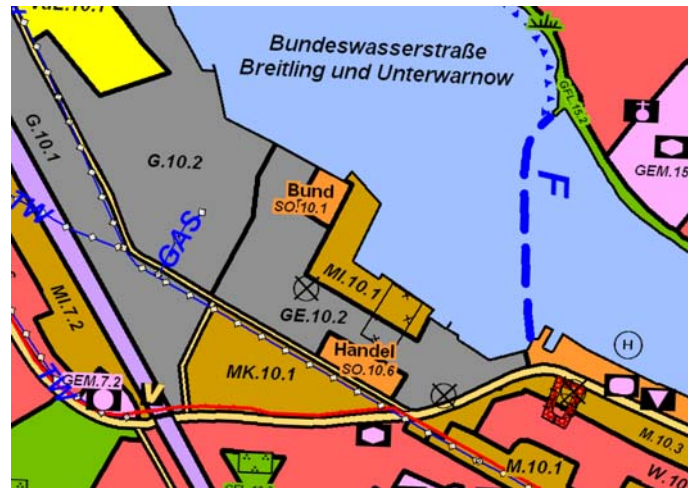 Bundeswasserstraße
Breitling und Unterwarnow
GFL.15.2
GEM.15
G.10.1
G.10.2
F
TW
GAS
Bund
SO.10.1
MI.10.1
MI.7.2
GE.10.2
Handel
SO.10.6
H
MK.10.1
GEM.7.2
TW
V
M.10.3
M.10.1
W.10